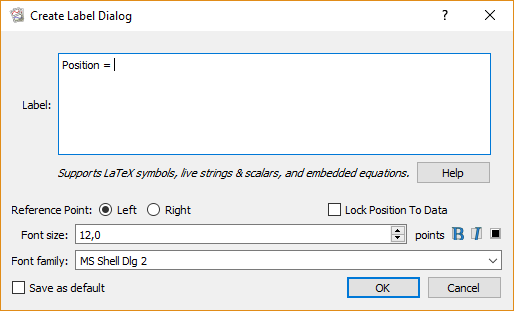 Create Label Dialog
?
Position =
Label:
Supports LaTeX symbols, live strings & scalars, and embedded equations.
Help
Reference Point: Left Right Lock Position To Data
Font size: 12,0 points B I
Font family: MS Shell Dlg 2
Save as default OK Cancel